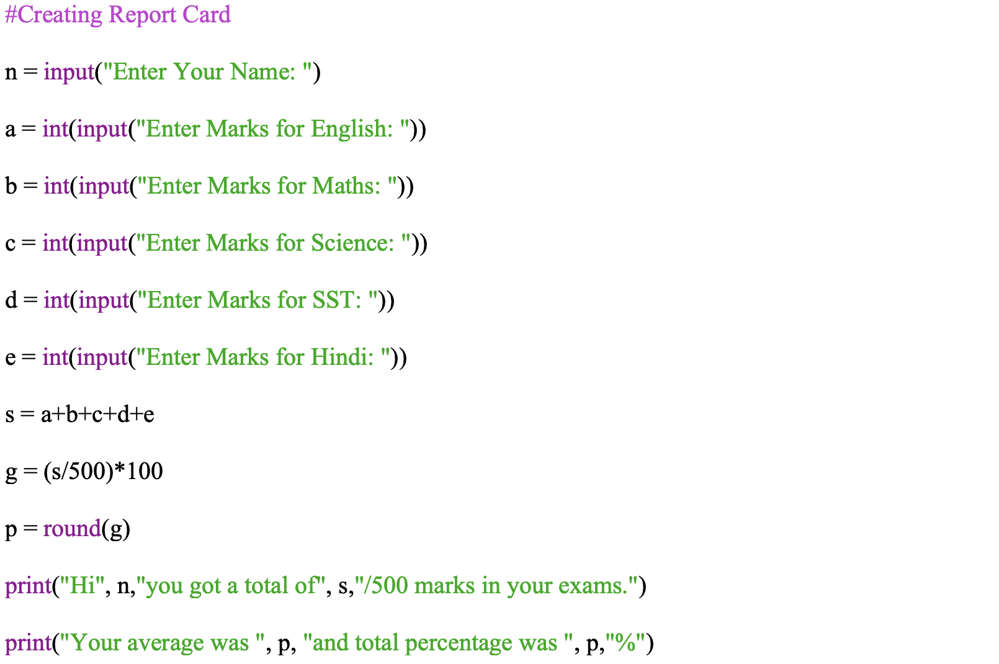 #Creating Report Card
n = input("Enter Your Name: ")
a = int(input("Enter Marks for English: "))
b = int(input("Enter Marks for Maths: "))
c = int(input("Enter Marks for Science: "))
d = int(input("Enter Marks for SST: "))
e = int(input("Enter Marks for Hindi: "))
s = a+b+c+d+e
g = (s/500)*100
p = round(g)
print("Hi", n,"you got a total of", s,"/500 marks in your exams.")
print("Your average was ", p, "and total percentage was ", p,"%")